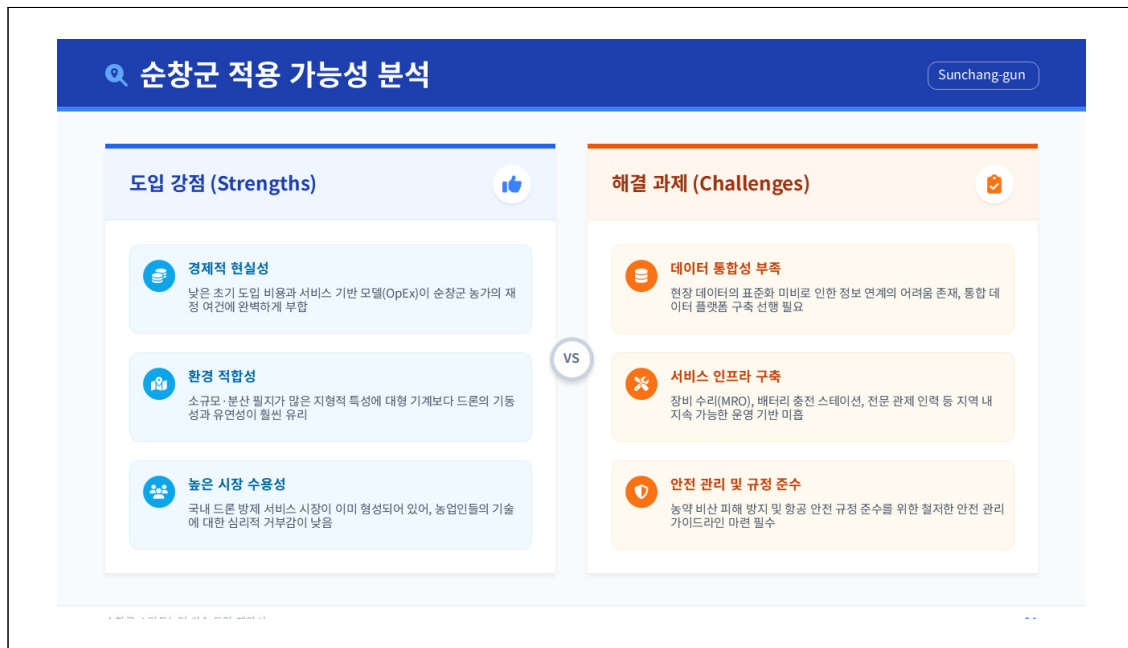 순창군 적용 가능성 분석
Sunchang-gun
도입 강점 (Strengths)
경제적 현실성
낮은 초기 도입 비용과 서비스 기반 모델(OpEx)이 순창군 농가의 재
정 여건에 완벽하게 부합
환경 적합성
소규모·분산 필지가 많은 지형적 특성에 대형 기계보다 드론의 기동
성과 유연성이 훨씬 유리
높은 시장 수용성
국내 드론 방제 서비스 시장이 이미 형성되어 있어, 농업인들의 기술
에 대한 심리적 거부감이 낮음
VS
해결 과제 (Challenges)
데이터 통합성 부족
현장 데이터의 표준화 미비로 인한 정보 연계의 어려움 존재, 통합 데
이터 플랫폼 구축 선행 필요
서비스 인프라 구축
장비 수리(MRO), 배터리 충전 스테이션, 전문 관제 인력 등 지역 내
지속 가능한 운영 기반 미흡
안전 관리 및 규정 준수
농약 비산 피해 방지 및 항공 안전 규정 준수를 위한 철저한 안전 관리
가이드라인 마련 필수